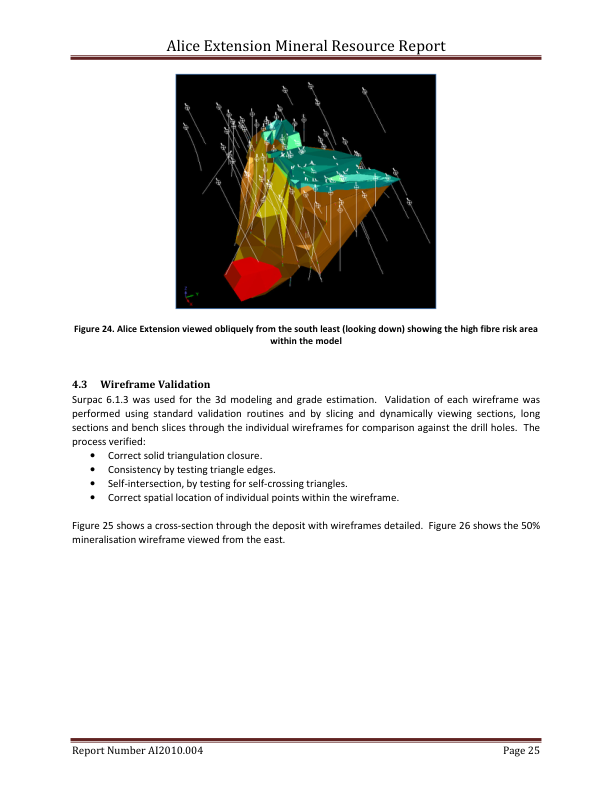 Alice Extension Mineral Resource Report
Figure 24. Alice Extension viewed obliquely from the south least (looking down) showing the high fibre risk area
within the model
4.3 Wireframe Validation
Surpac 6.1.3 was used for the 3d modeling and grade estimation. Validation of each wireframe was
performed using standard validation routines and by slicing and dynamically viewing sections, long
sections and bench slices through the individual wireframes for comparison against the drill holes. The
process verified:
• Correct solid triangulation closure.
• Consistency by testing triangle edges.
• Self-intersection, by testing for self-crossing triangles.
• Correct spatial location of individual points within the wireframe.
Figure 25 shows a cross-section through the deposit with wireframes detailed. Figure 26 shows the 50%
mineralisation wireframe viewed from the east.
Report Number AI2010.004 Page 25